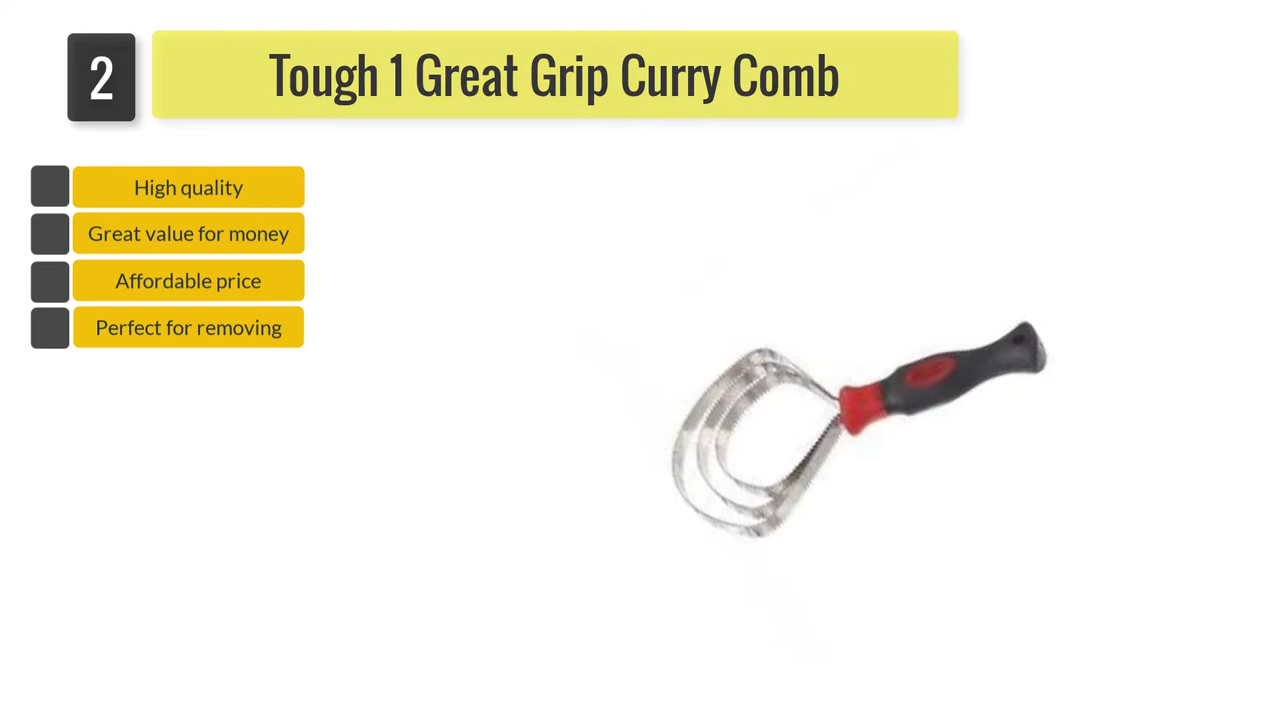 2
Tough 1 Great Grip Curry Comb
High quality
Great value for money
Affordable price
Perfect for removing